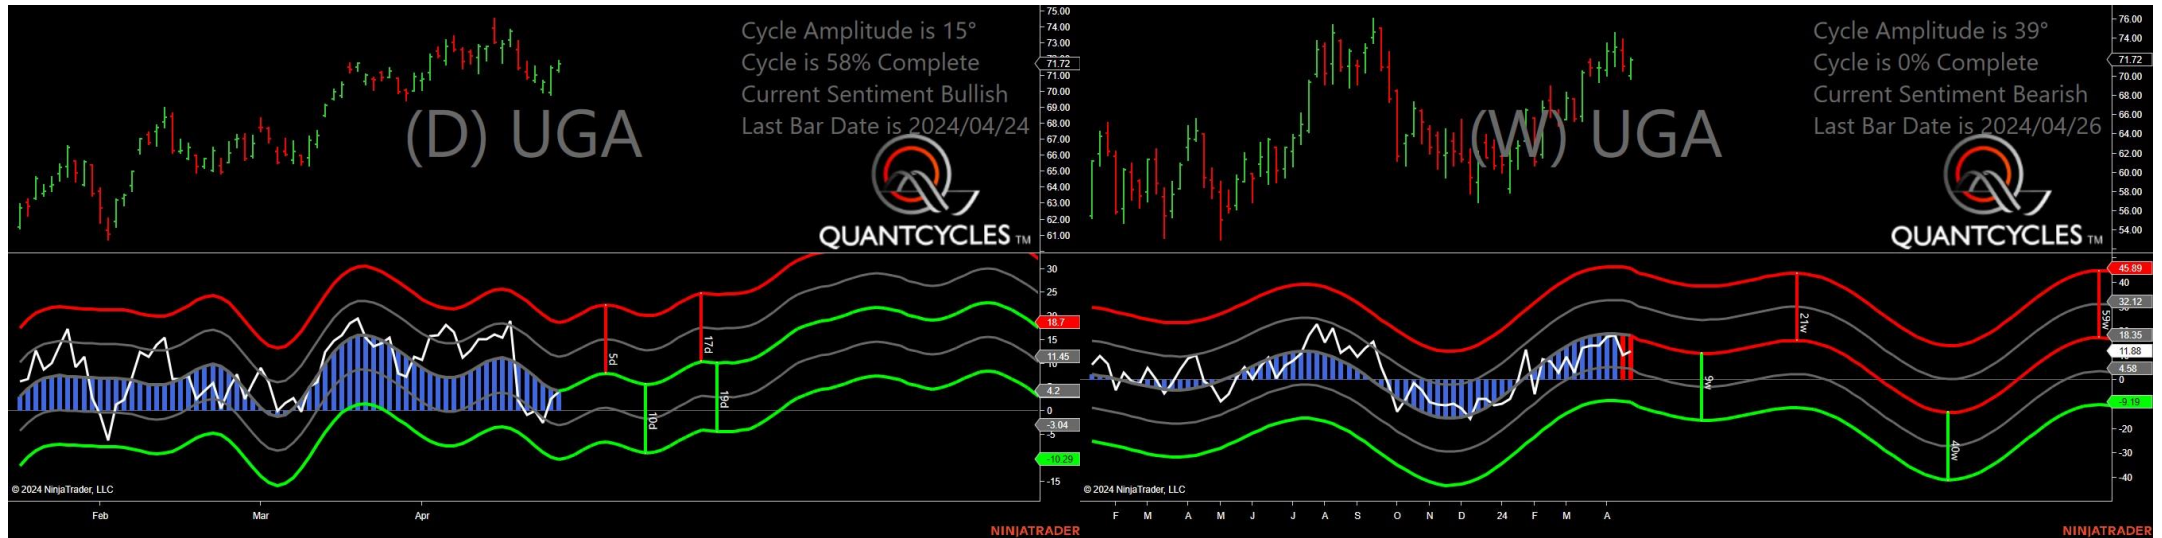 Cycle Amplitude is 15°
Cycle is 58% Complete
Current Sentiment Bullish
Last Bar Date is 2024/04/24
(D) UGA
QUANTCYCLES TM
75.00
74.00
73.00
71.72
71.00
70.00
69.00
68.00
67.00
66.00
65.00
64.00
63.00
62.00
61.00
30
25
18.7
15
11.45
10
4.2
0
-3.04
-5
-10.29
-15
5d
10d
17d
19d
© 2024 NinjaTrader, LLC
Feb Mar Apr
NINJATRADER
Cycle Amplitude is 39°
Cycle is 0% Complete
Current Sentiment Bearish
Last Bar Date is 2024/04/26
(W) UGA
QUANTCYCLES TM
76.00
74.00
71.72
70.00
68.00
66.00
64.00
62.00
60.00
58.00
56.00
54.00
45.89
40
32.12
18.35
11.88
4.58
0
-9.19
-20
-30
-40
9w
21w
40w
59w
© 2024 NinjaTrader, LLC
F M A M J J A S O N D 24 F M A
NINJATRADER